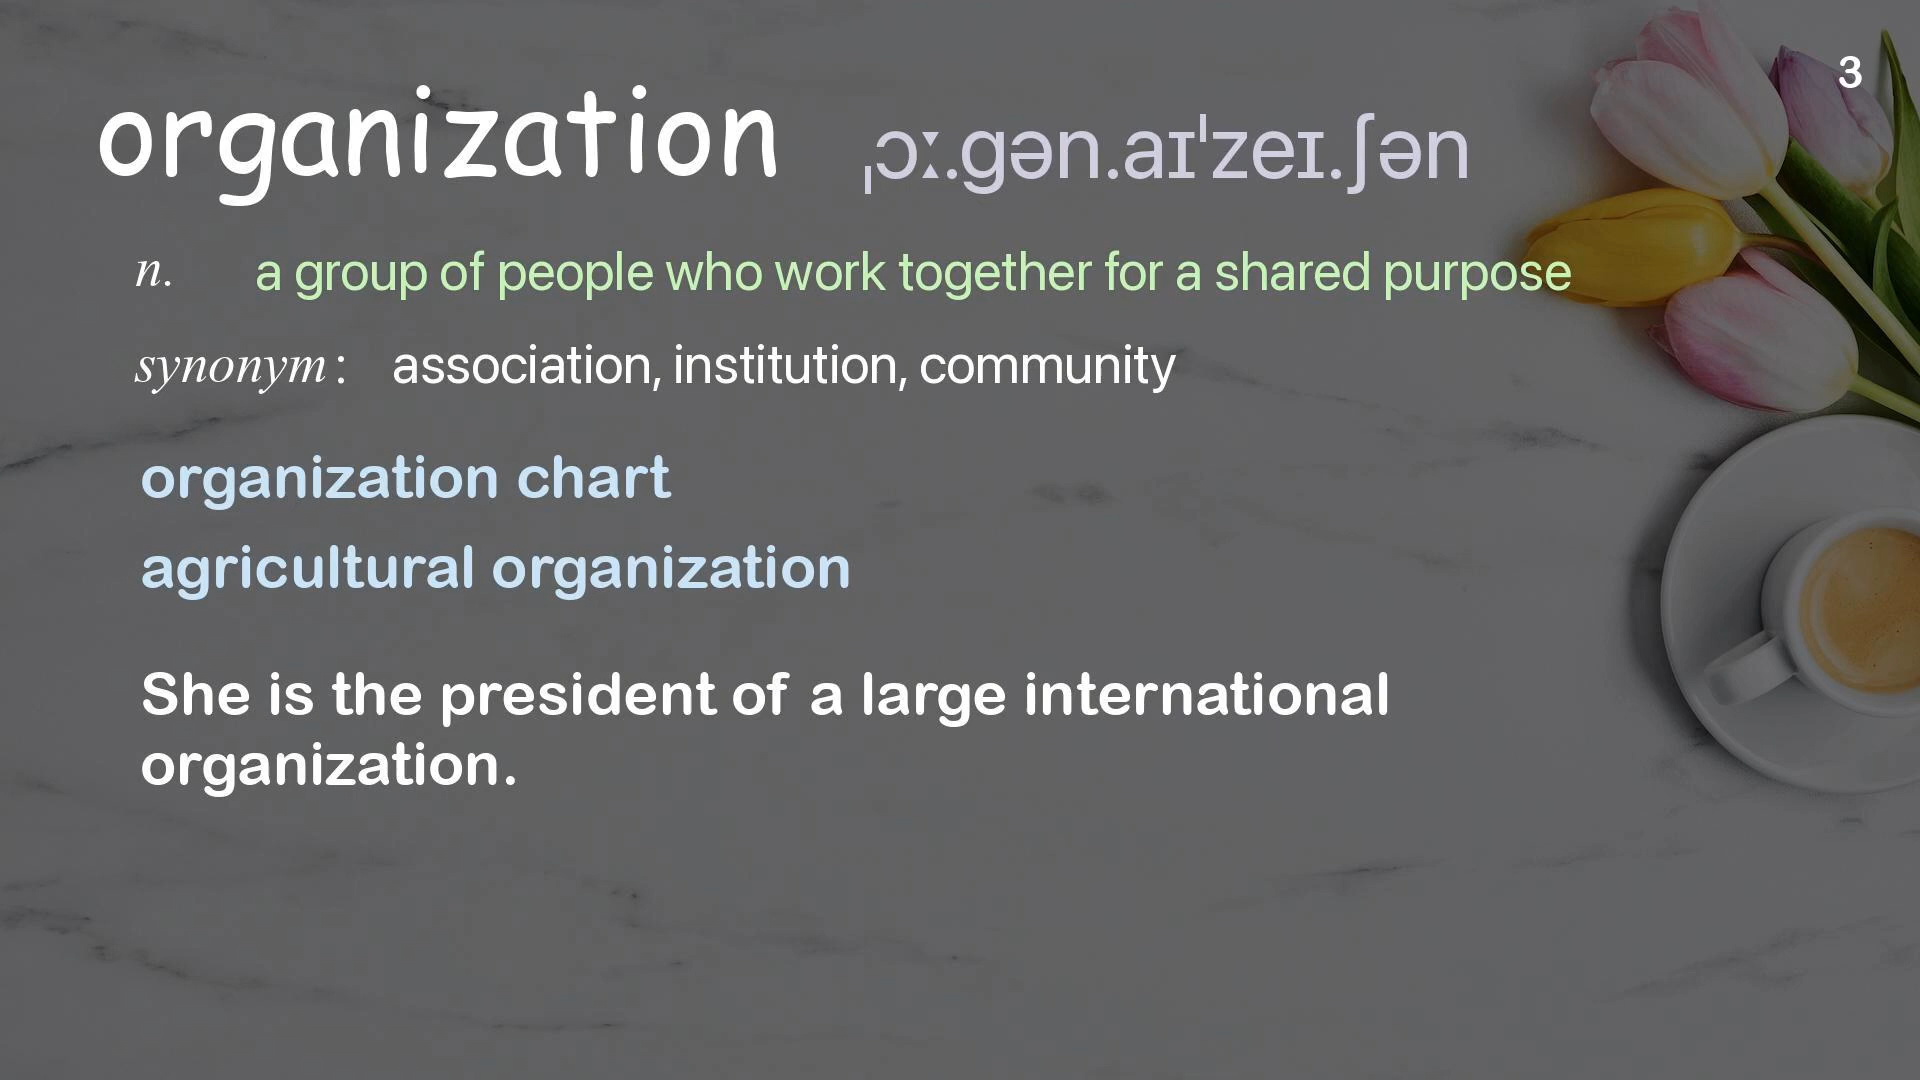 3
organization ˌɔː.gən.aɪˈzeɪ.ʃən
n. a group of people who work together for a shared purpose
synonym: association, institution, community
organization chart
agricultural organization
She is the president of a large international
organization.